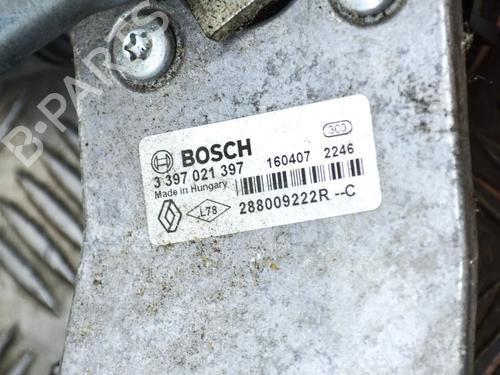 B-PARTS
BOSCH
300
3 397 021 397
160407 2246
Made in Hungary
L78
288009222R --C